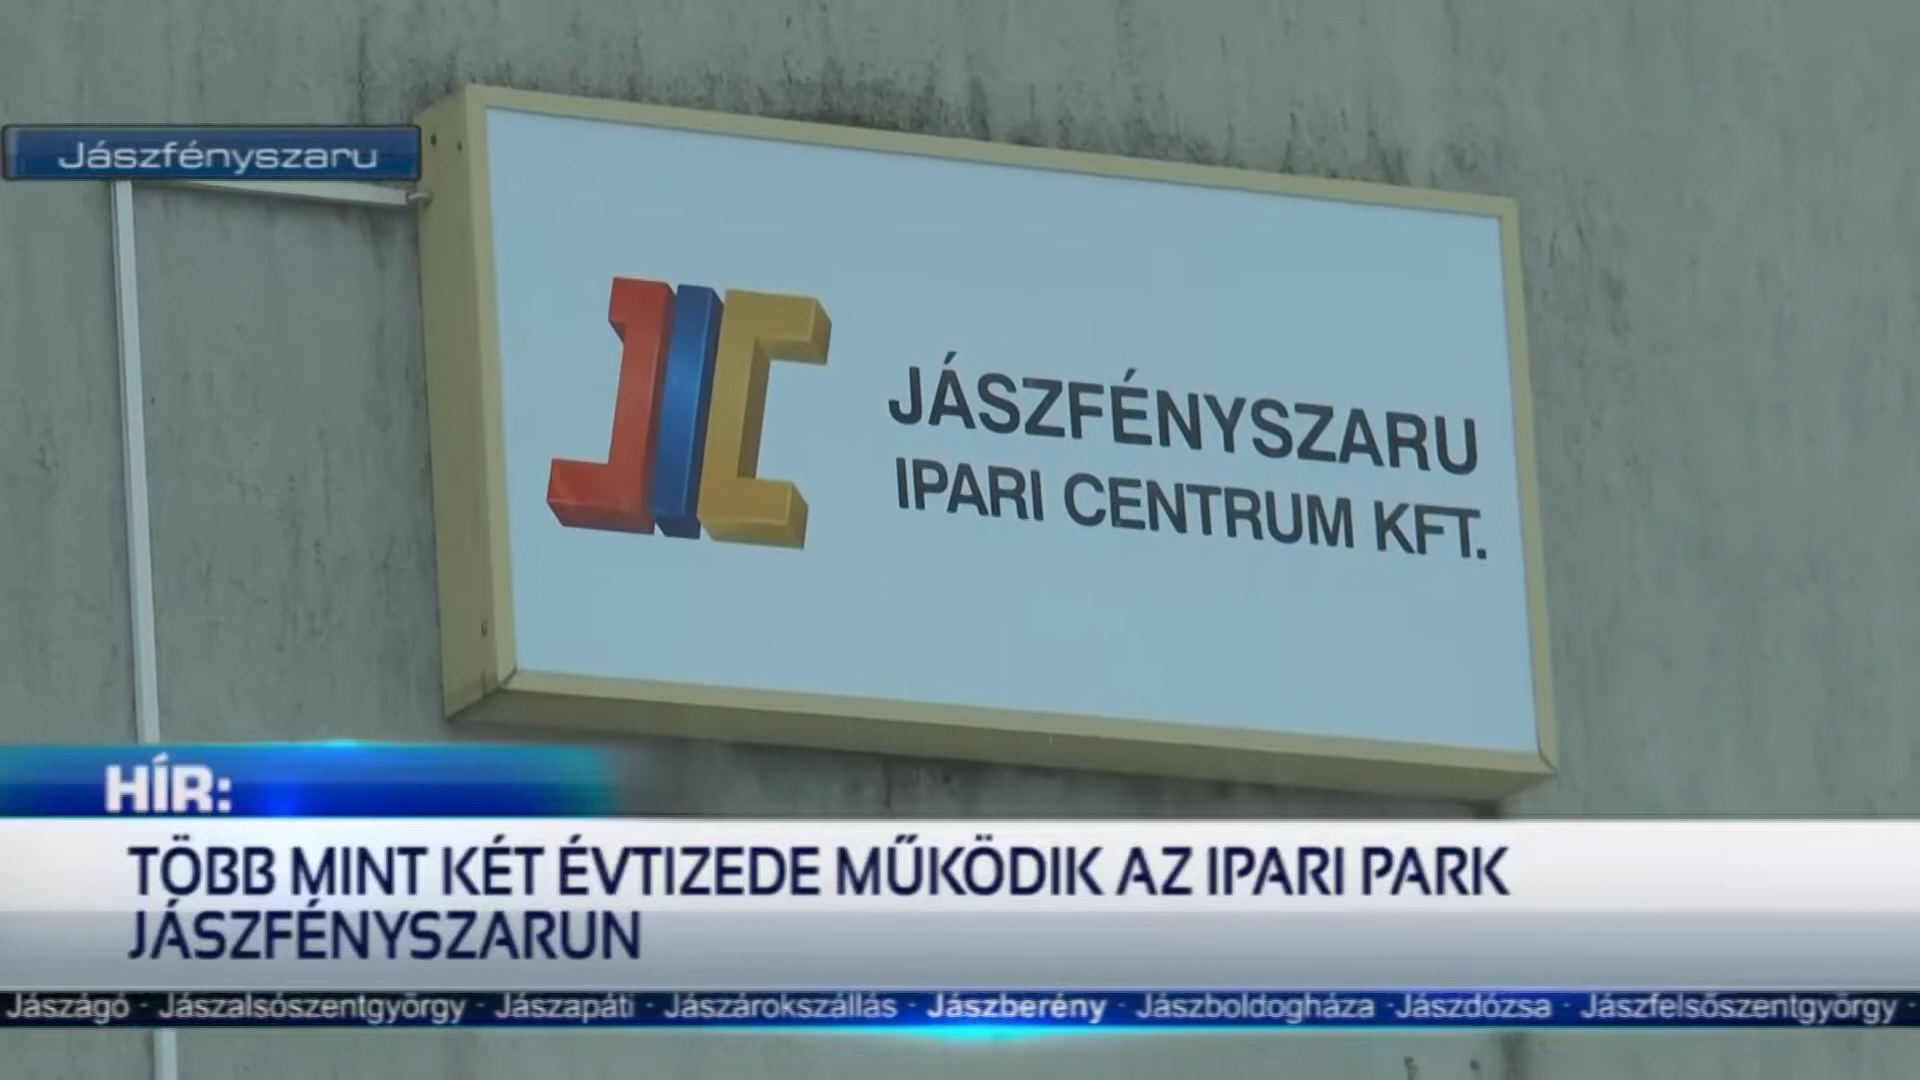 Jászfényszaru
JIC
JÁSZFÉNYSZARU
IPARI CENTRUM KFT.
HÍR:
TÖBB MINT KÉT ÉVTIZEDE MŰKÖDIK AZ IPARI PARK
JÁSZFÉNYSZARUN
Jászágó - Jászalsószentgyörgy - Jászapáti - Jászárokszállás - Jászberény - Jászboldogháza -Jászdózsa - Jászfelsőszentgyörgy -